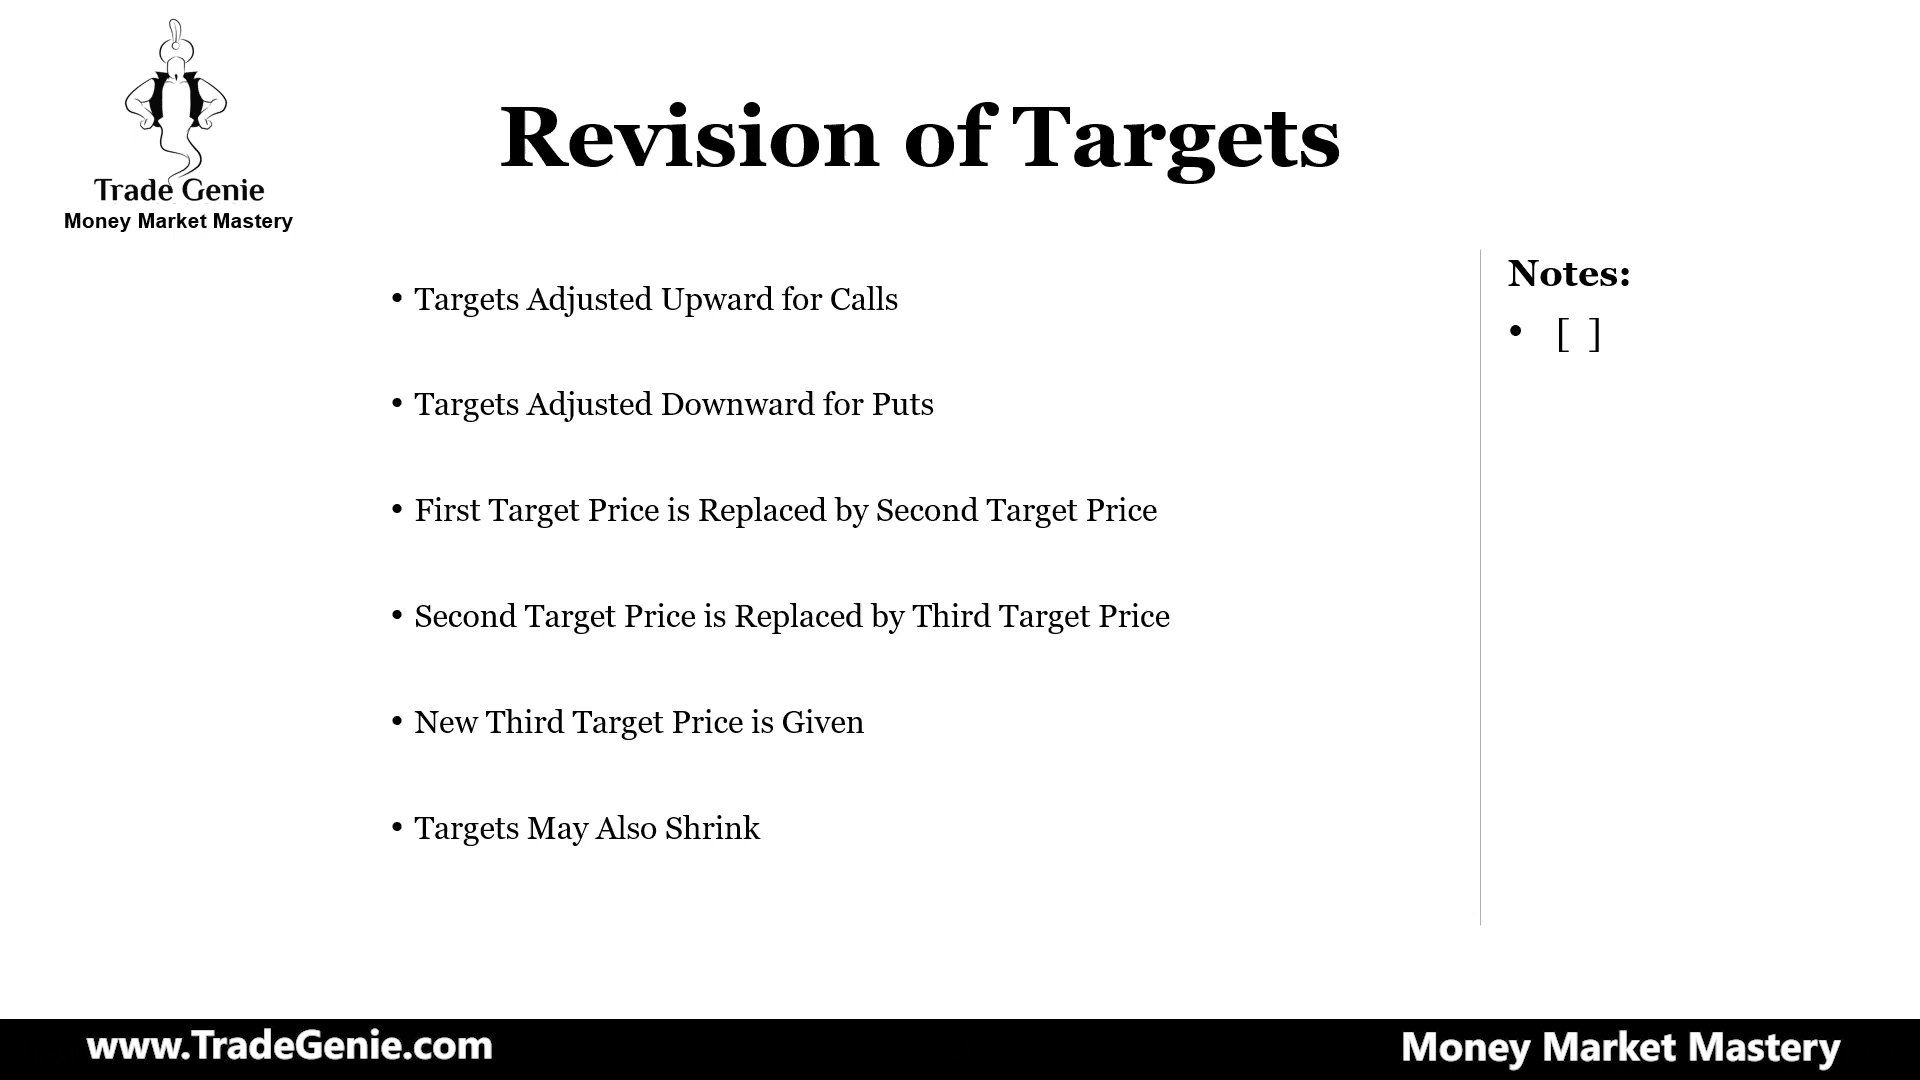 Trade Genie
Money Market Mastery
Revision of Targets
• Targets Adjusted Upward for Calls
• Targets Adjusted Downward for Puts
• First Target Price is Replaced by Second Target Price
• Second Target Price is Replaced by Third Target Price
• New Third Target Price is Given
• Targets May Also Shrink
Notes:
• [ ]
www.TradeGenie.com
Money Market Mastery